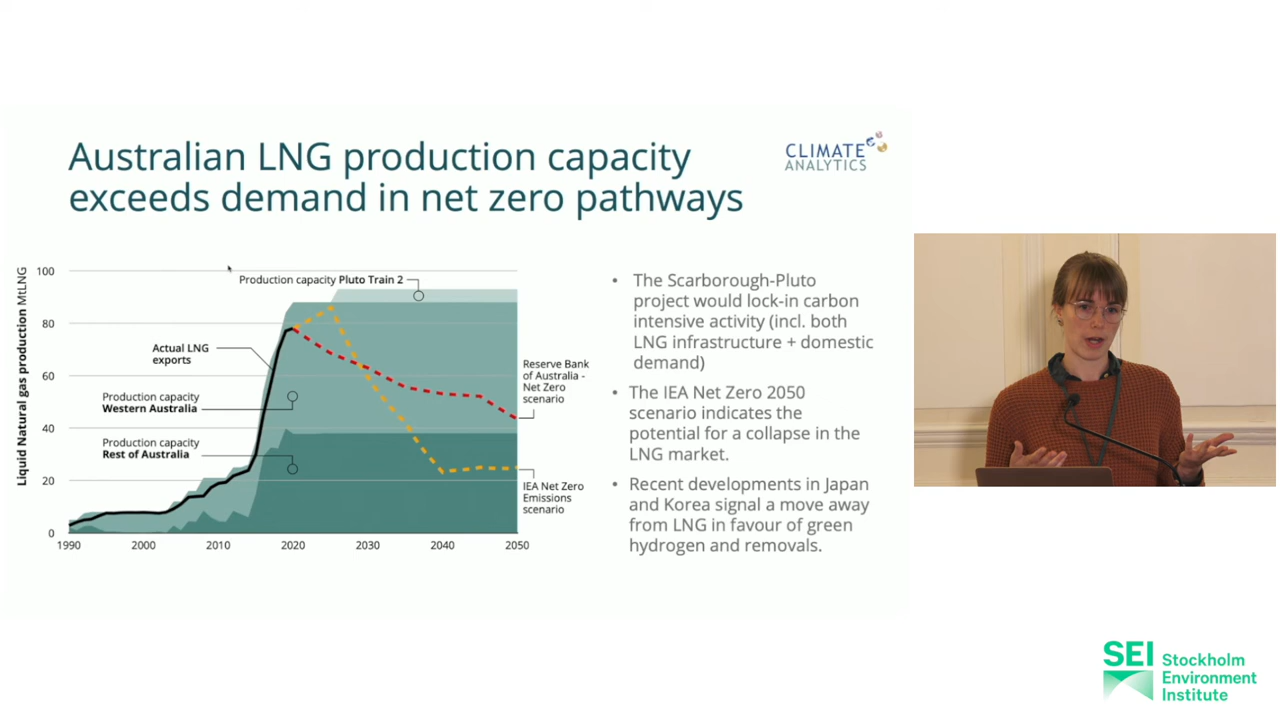 Australian LNG production capacity
exceeds demand in net zero pathways
CLIMATE
ANALYTICS
Liquid Natural gas production MtLNG
100
80
60
40
20
0
1990
2000
2010
2020
2030
2040
2050
Production capacity Pluto Train 2
Actual LNG
exports
Production capacity
Western Australia
Production capacity
Rest of Australia
Reserve Bank
of Australia -
Net Zero
scenario
IEA Net Zero
Emissions
scenario
• The Scarborough-Pluto
project would lock-in carbon
intensive activity (incl. both
LNG infrastructure + domestic
demand)
• The IEA Net Zero 2050
scenario indicates the
potential for a collapse in the
LNG market.
• Recent developments in Japan
and Korea signal a move away
from LNG in favour of green
hydrogen and removals.
SEI Stockholm
Environment
Institute